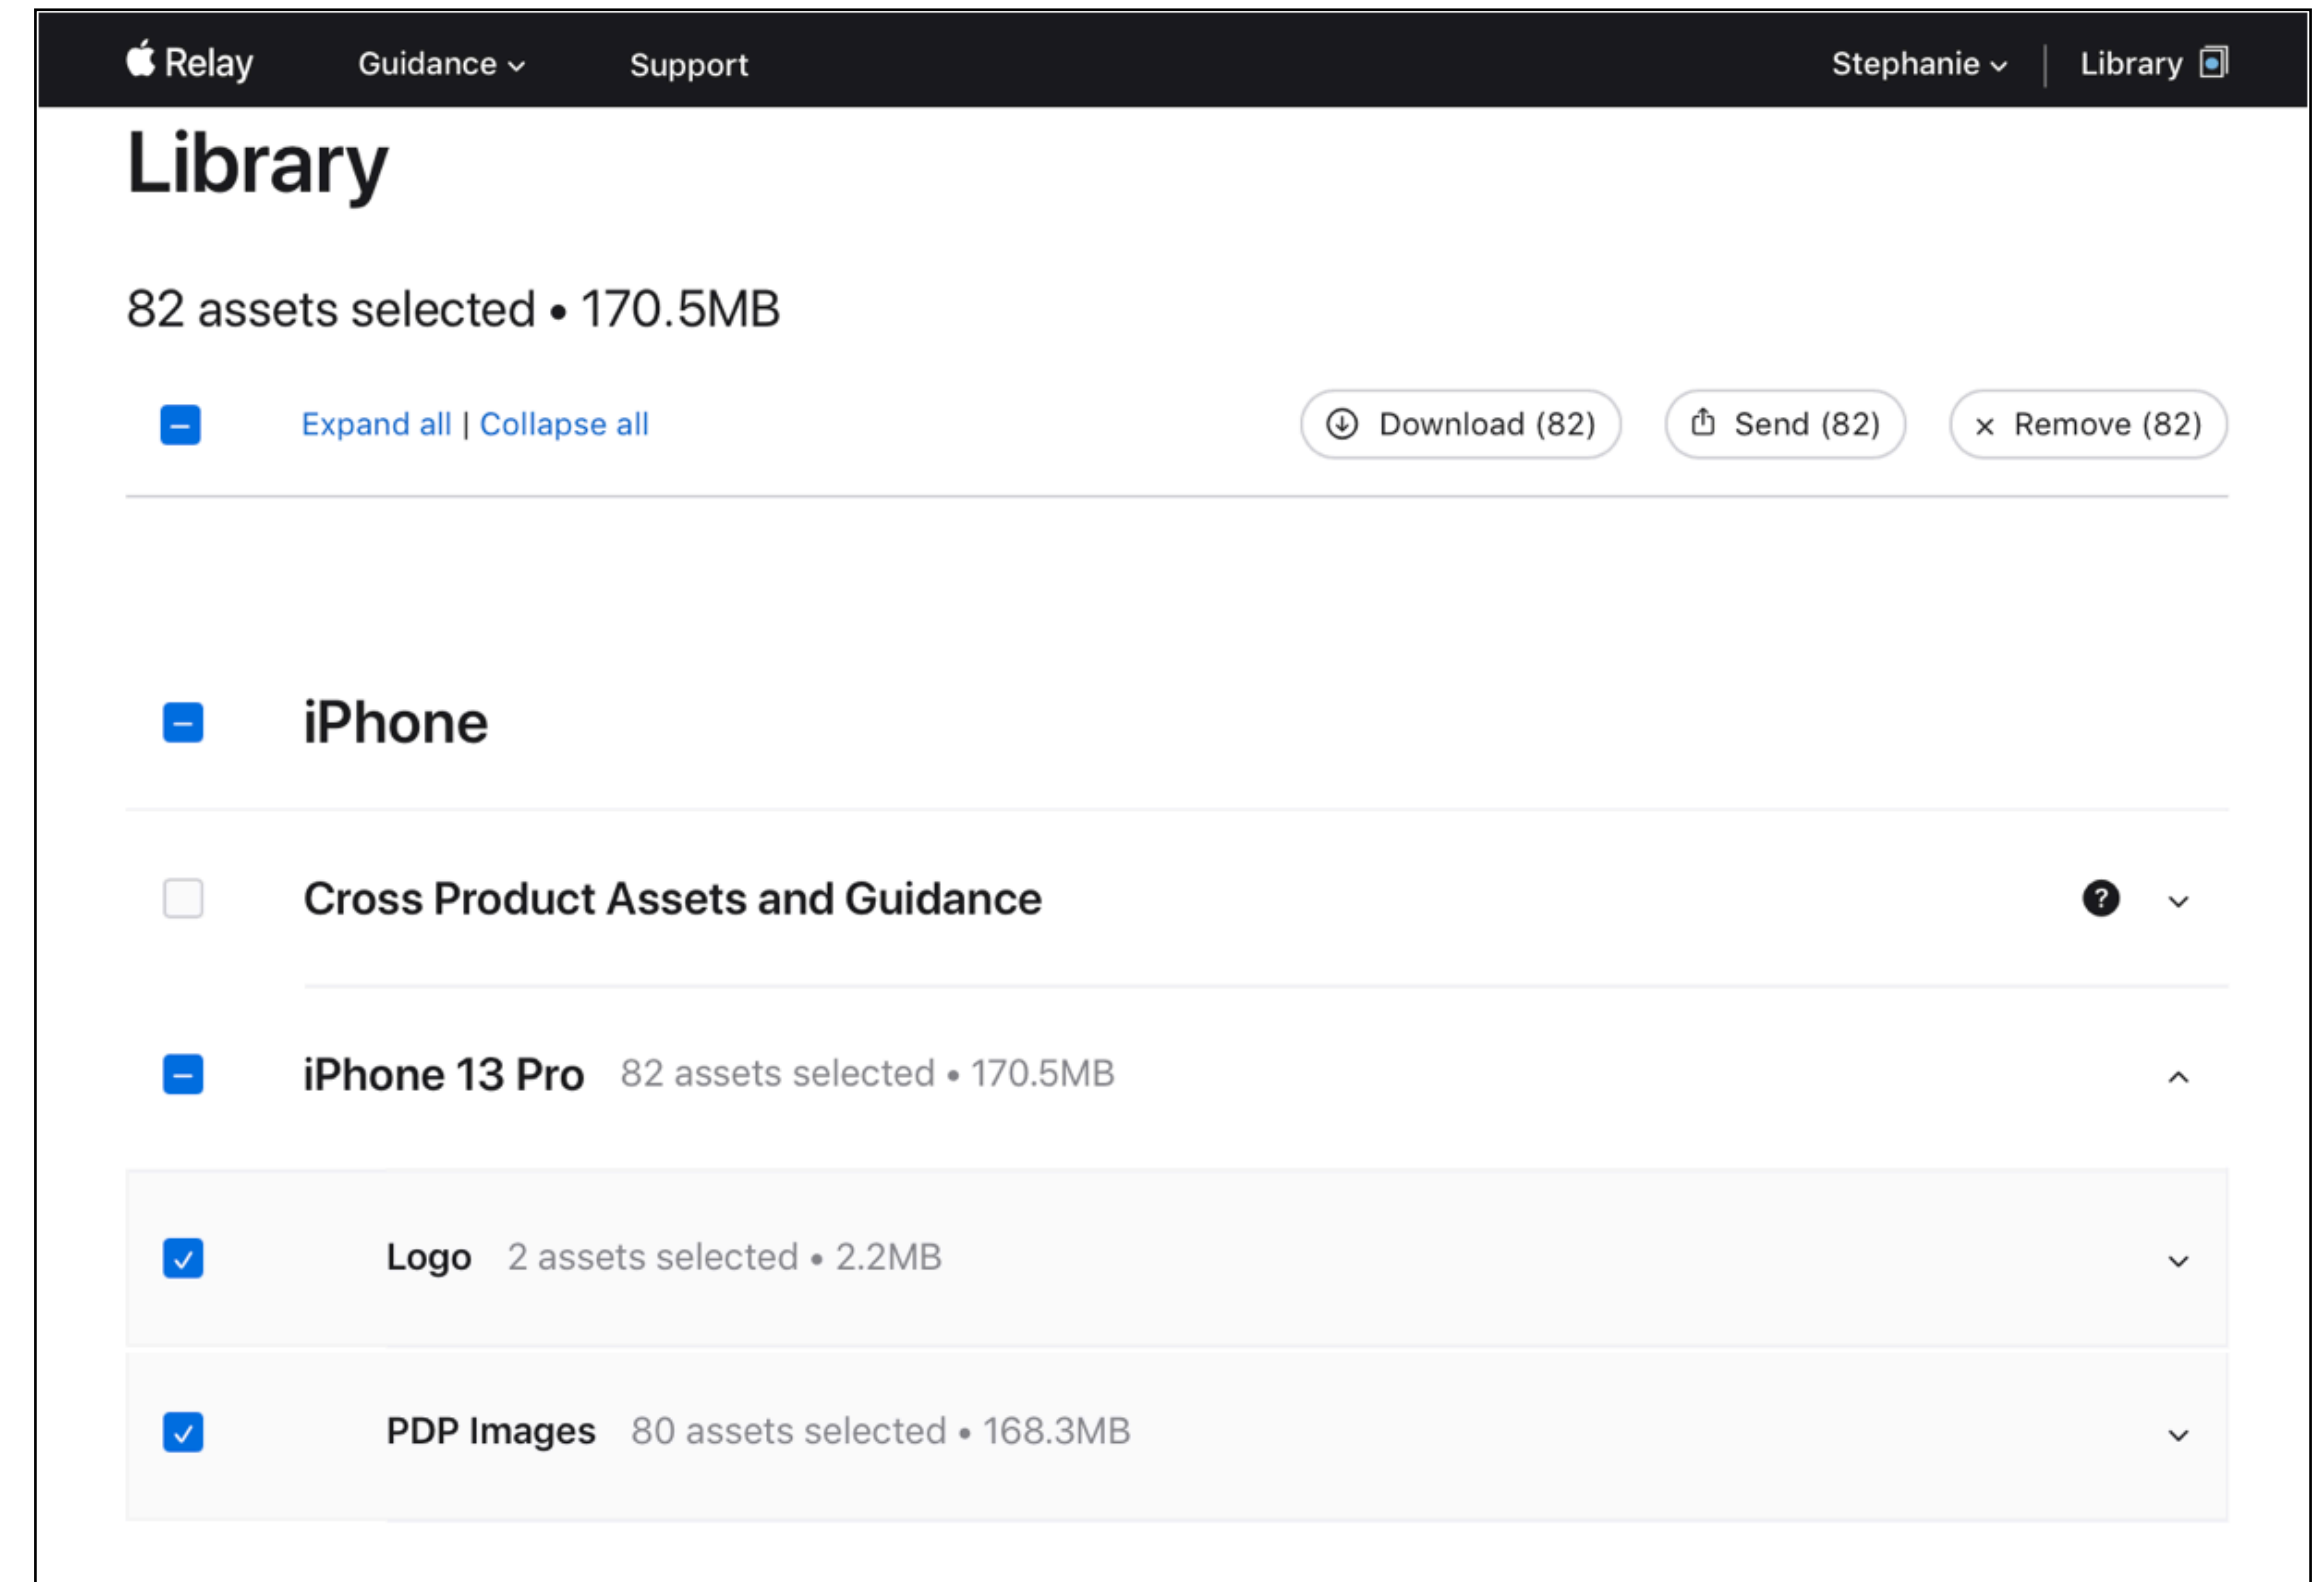 Relay Guidance Support Stephanie | Library
Library
82 assets selected • 170.5MB
Expand all | Collapse all Download (82) Send (82) × Remove (82)
iPhone
Cross Product Assets and Guidance ?
iPhone 13 Pro 82 assets selected • 170.5MB
Logo 2 assets selected • 2.2MB
PDP Images 80 assets selected • 168.3MB